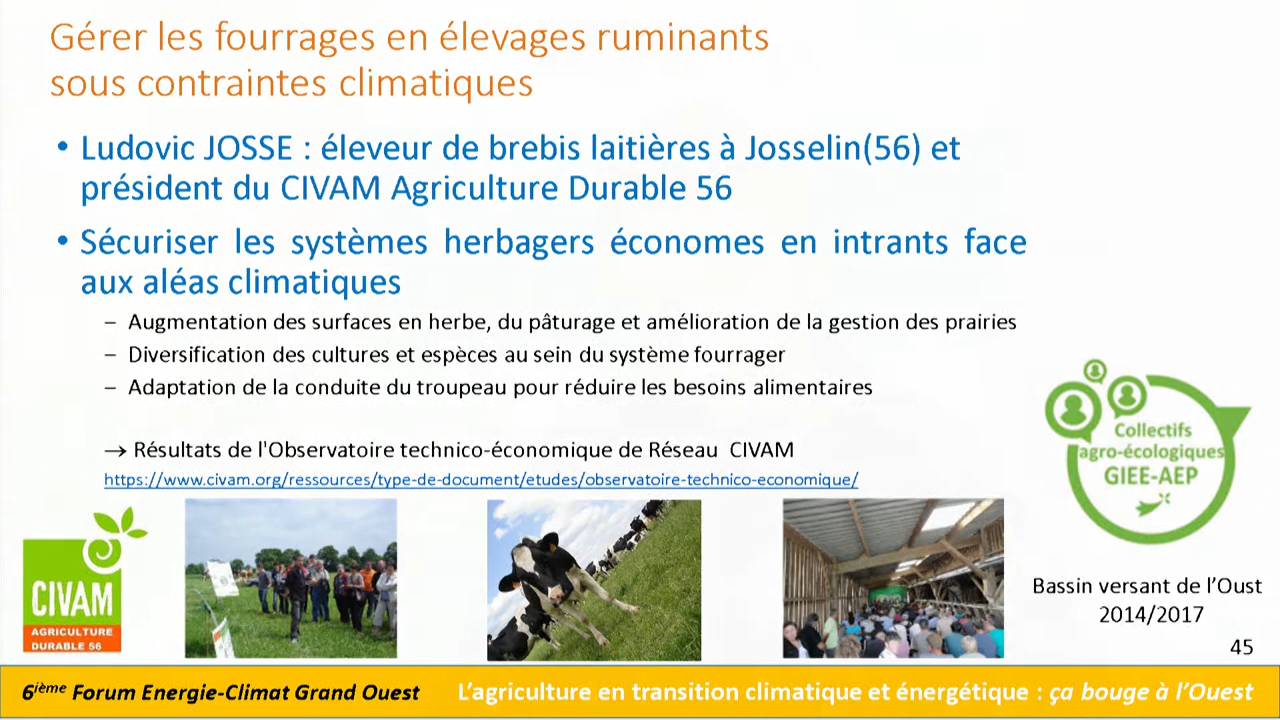 Gérer les fourrages en élevages ruminants
sous contraintes climatiques
• Ludovic JOSSE : éleveur de brebis laitières à Josselin(56) et
président du CIVAM Agriculture Durable 56
• Sécuriser les systèmes herbagers économes en intrants face
aux aléas climatiques
– Augmentation des surfaces en herbe, du pâturage et amélioration de la gestion des prairies
– Diversification des cultures et espèces au sein du système fourrager
– Adaptation de la conduite du troupeau pour réduire les besoins alimentaires
→ Résultats de l'Observatoire technico-économique de Réseau CIVAM
https://www.civam.org/ressources/type-de-document/etudes/observatoire-technico-economique/
Collectifs
agro-écologiques
GIEE-AEP
CIVAM
AGRICULTURE
DURABLE 56
Bassin versant de l’Oust
2014/2017
45
6ième Forum Energie-Climat Grand Ouest
L’agriculture en transition climatique et énergétique : ça bouge à l’Ouest